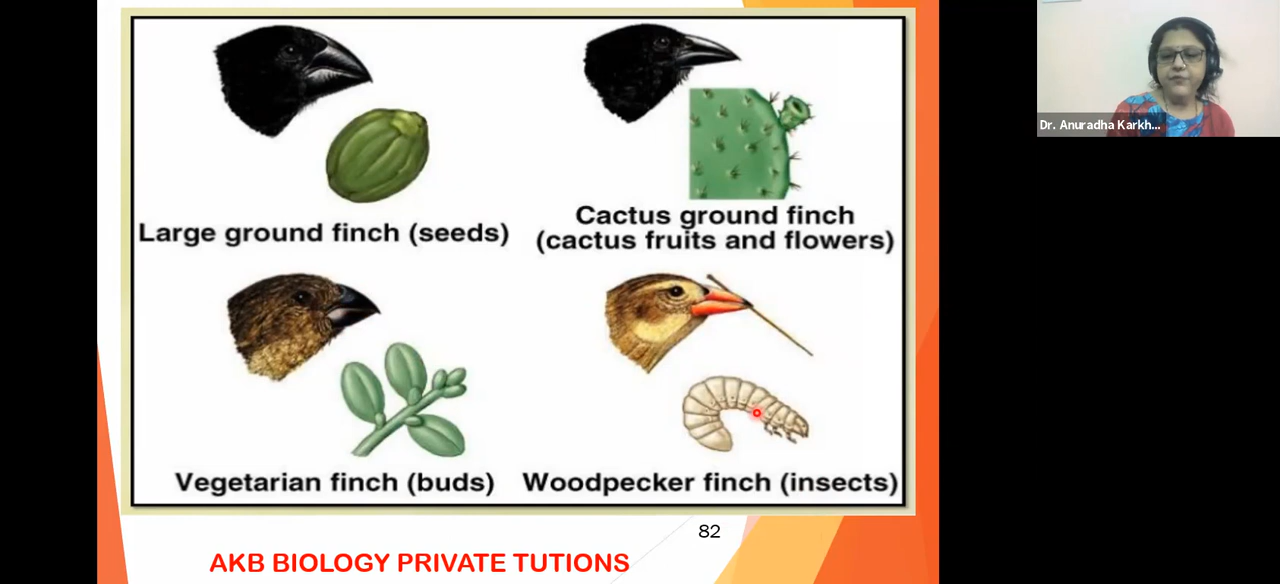 Dr. Anuradha Karkh...
Large ground finch (seeds)
Cactus ground finch
(cactus fruits and flowers)
Vegetarian finch (buds)
Woodpecker finch (insects)
82
AKB BIOLOGY PRIVATE TUTIONS